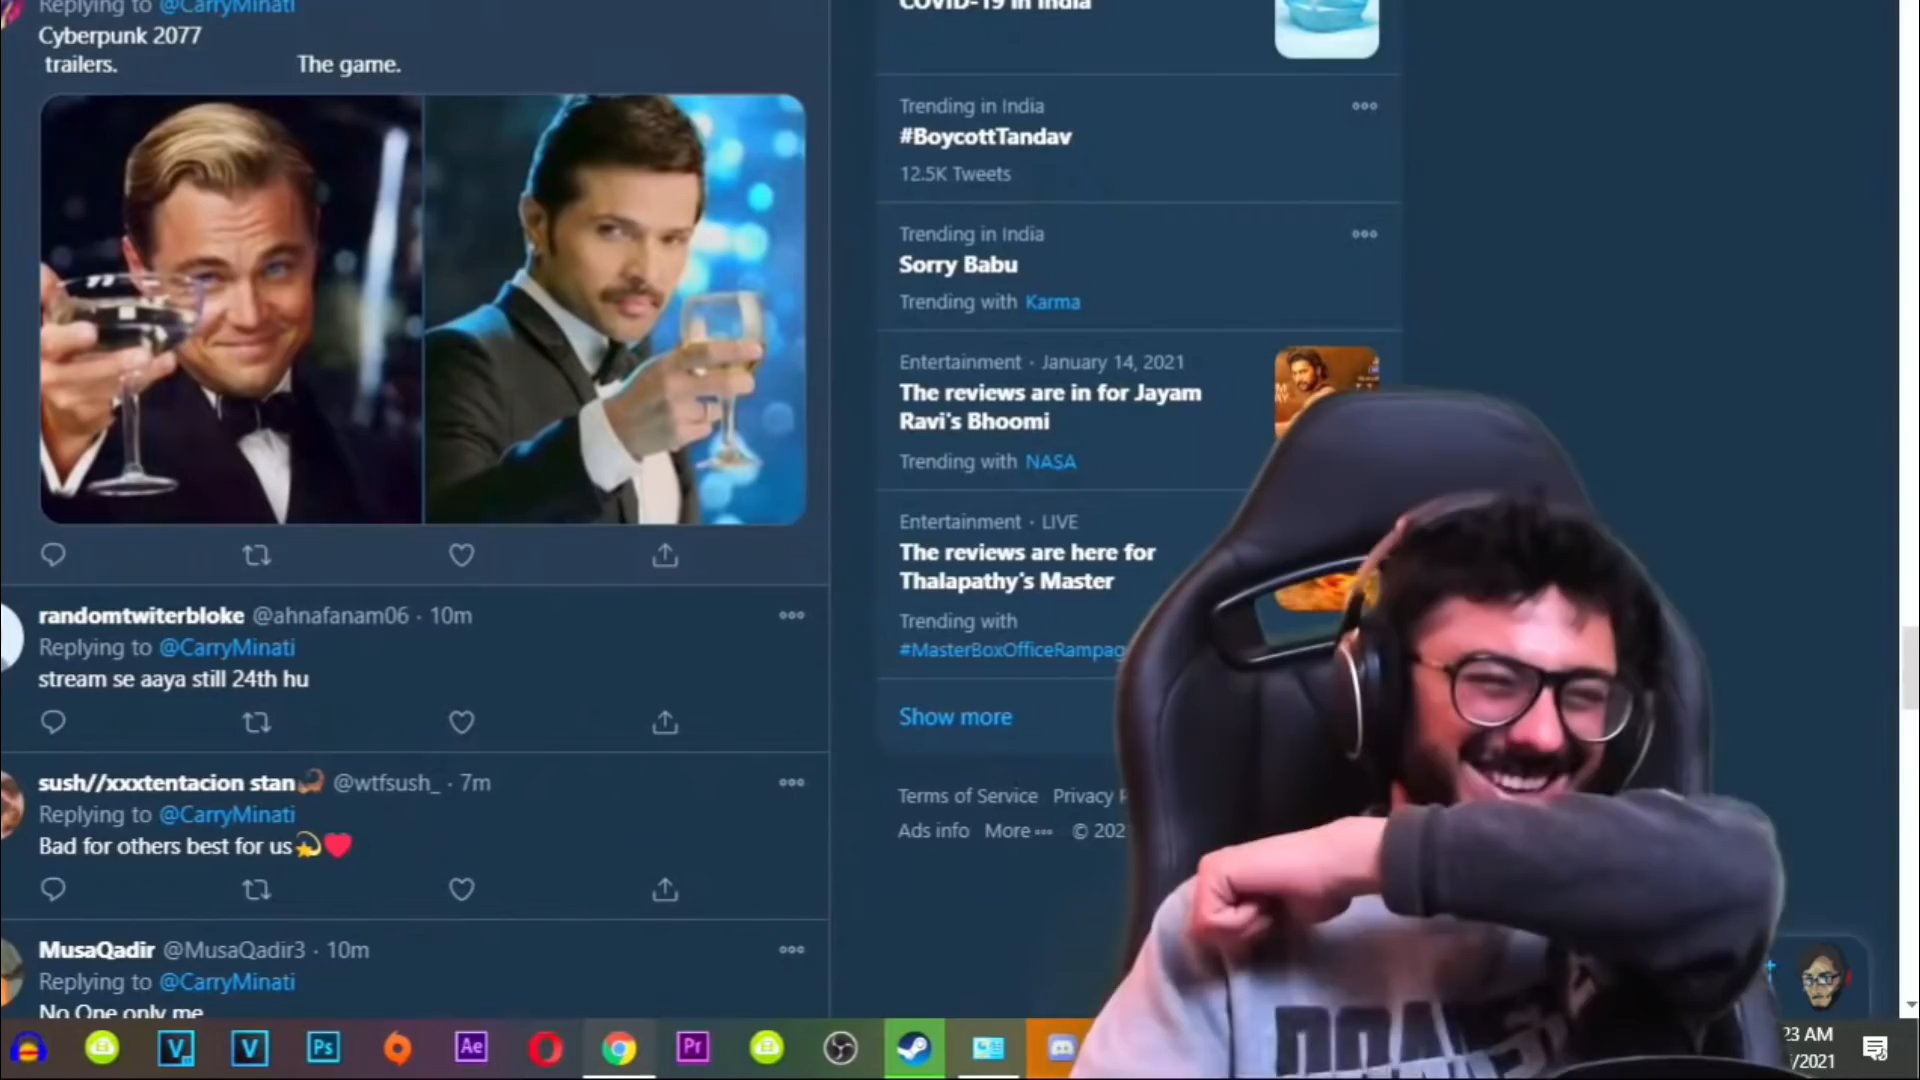 Replying to @CarryMinati
Cyberpunk 2077
trailers. The game.
randomtwiterbloke @ahnafanam06 · 10m
Replying to @CarryMinati
stream se aaya still 24th hu
sush//xxxtentacion stan🦂 @wtfsush_ · 7m
Replying to @CarryMinati
Bad for others best for us💫❤️
MusaQadir @MusaQadir3 · 10m
Replying to @CarryMinati
No One only me
COVID-19 in India
Trending in India
#BoycottTandav
12.5K Tweets
Trending in India
Sorry Babu
Trending with Karma
Entertainment · January 14, 2021
The reviews are in for Jayam
Ravi's Bhoomi
Trending with NASA
Entertainment · LIVE
The reviews are here for
Thalapathy's Master
Trending with
#MasterBoxOfficeRampag
Show more
Terms of Service Privacy
Ads info More ··· © 202
V V Ps Ae Pr
23 AM
/2021